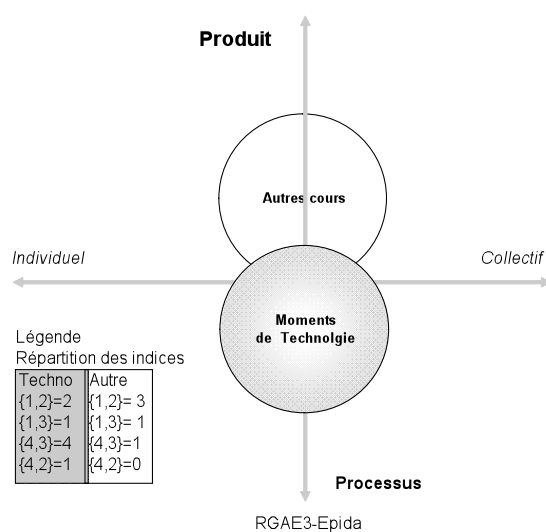 Produit
Autres cours
Individuel
Collectif
Moments
de Technolgie
Légende
Répartition des indices
Techno Autre
{1,2}=2 {1,2}= 3
{1,3}=1 {1,3}= 1
{4,3}=4 {4,3}=1
{4,2}=1 {4,2}=0
Processus
RGAE3-Epida